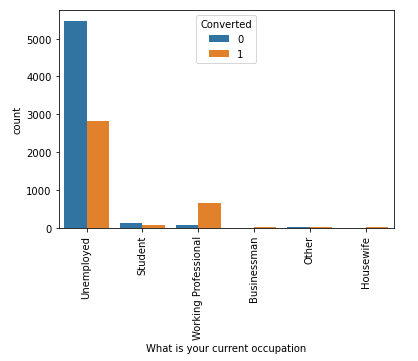 Converted
0
1
5000
4000
3000
2000
1000
0
count
Unemployed
Student
Working Professional
Businessman
Other
Housewife
What is your current occupation